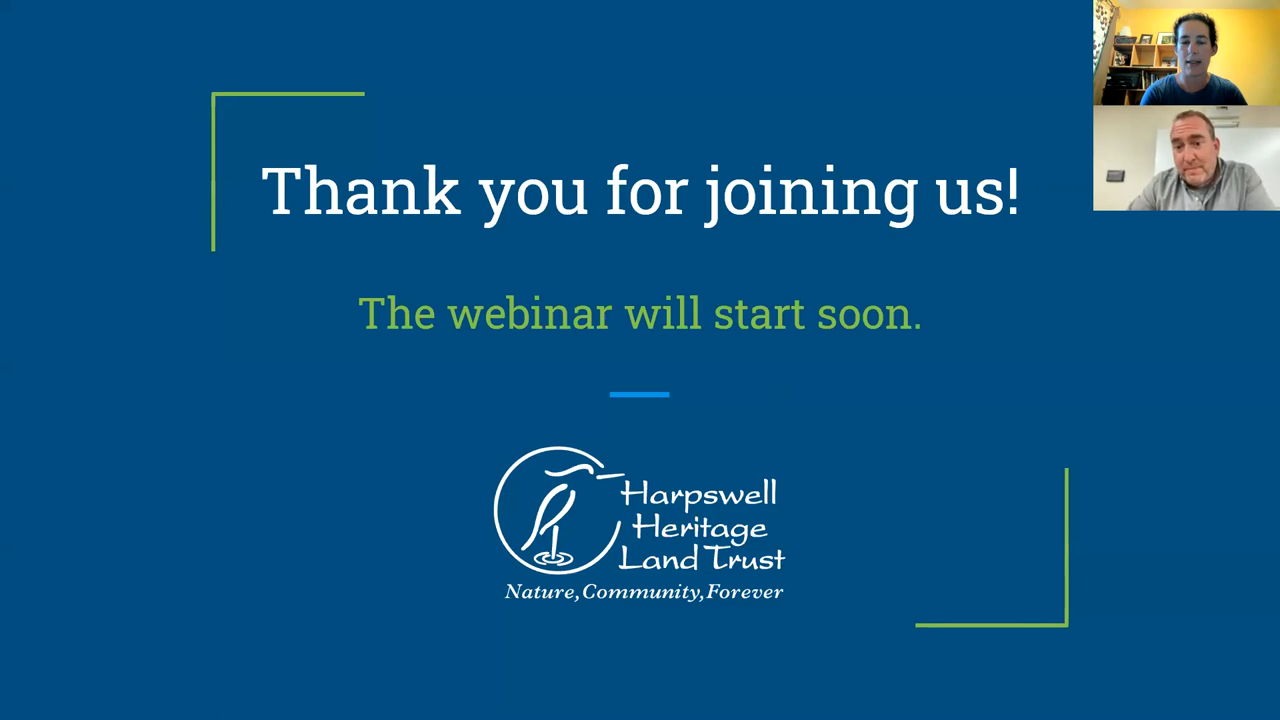 Thank you for joining us!
The webinar will start soon.
Harpswell
Heritage
Land Trust
Nature, Community, Forever